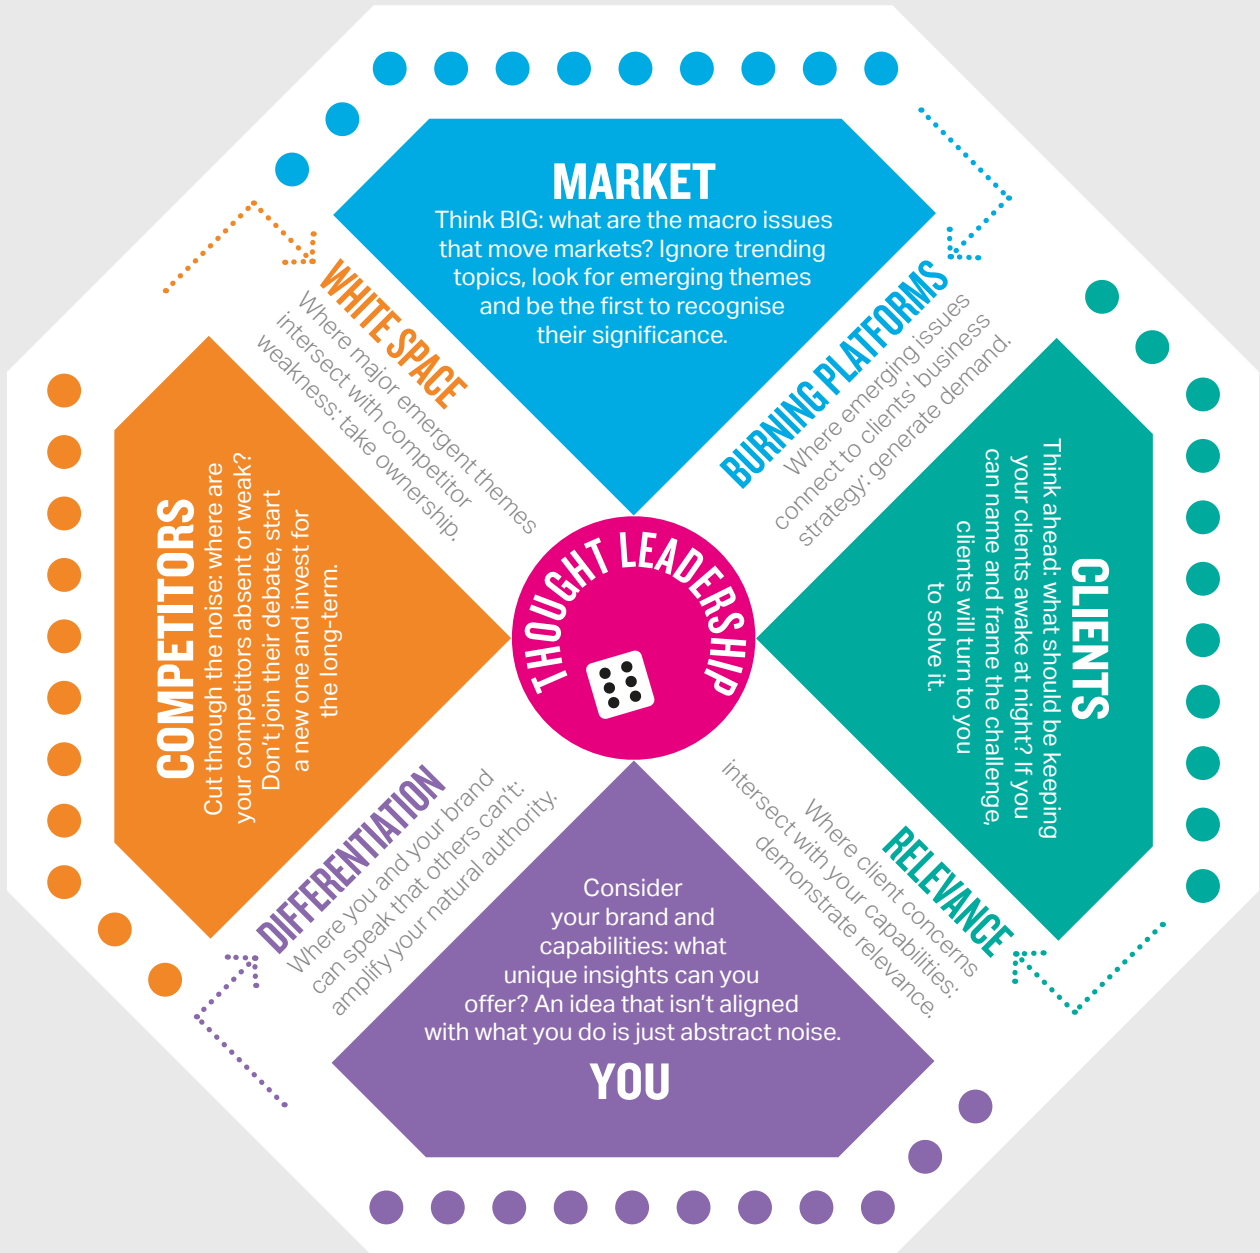 MARKET
Think BIG: what are the macro issues
that move markets? Ignore trending
topics, look for emerging themes
and be the first to recognise
their significance.
BURNING PLATFORMS
Where emerging issues
connect to clients’ business
strategy: generate demand.
CLIENTS
Think ahead: what should be keeping
your clients awake at night? If you
can name and frame the challenge,
clients will turn to you
to solve it.
RELEVANCE
Where client concerns
intersect with your capabilities:
demonstrate relevance.
Consider
your brand and
capabilities: what
unique insights can you
offer? An idea that isn’t aligned
with what you do is just abstract noise.
YOU
DIFFERENTIATION
Where you and your brand
can speak that others can’t:
amplify your natural authority.
COMPETITORS
Cut through the noise: where are
your competitors absent or weak?
Don’t join their debate, start
a new one and invest for
the long-term.
WHITE SPACE
Where major emergent themes
intersect with competitor
weakness: take ownership.
THOUGHT LEADERSHIP